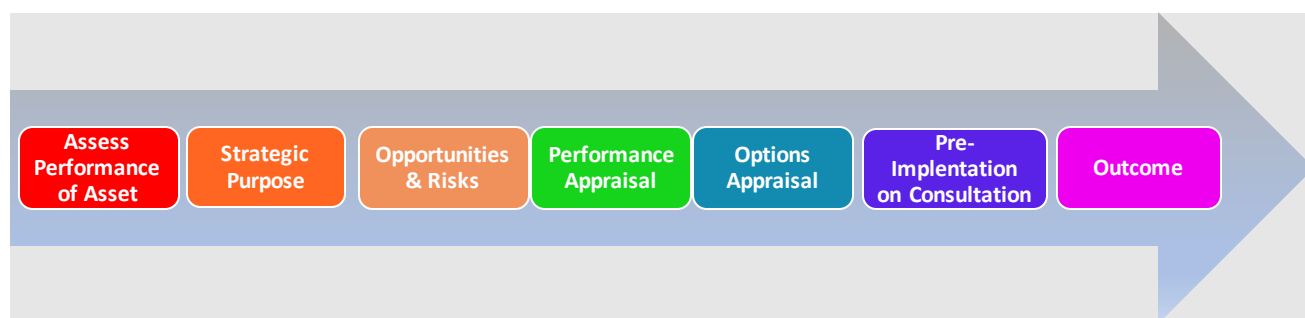 Assess
Performance
of Asset
Strategic
Purpose
Opportunities
& Risks
Performance
Appraisal
Options
Appraisal
Pre-
Implentation
on Consultation
Outcome